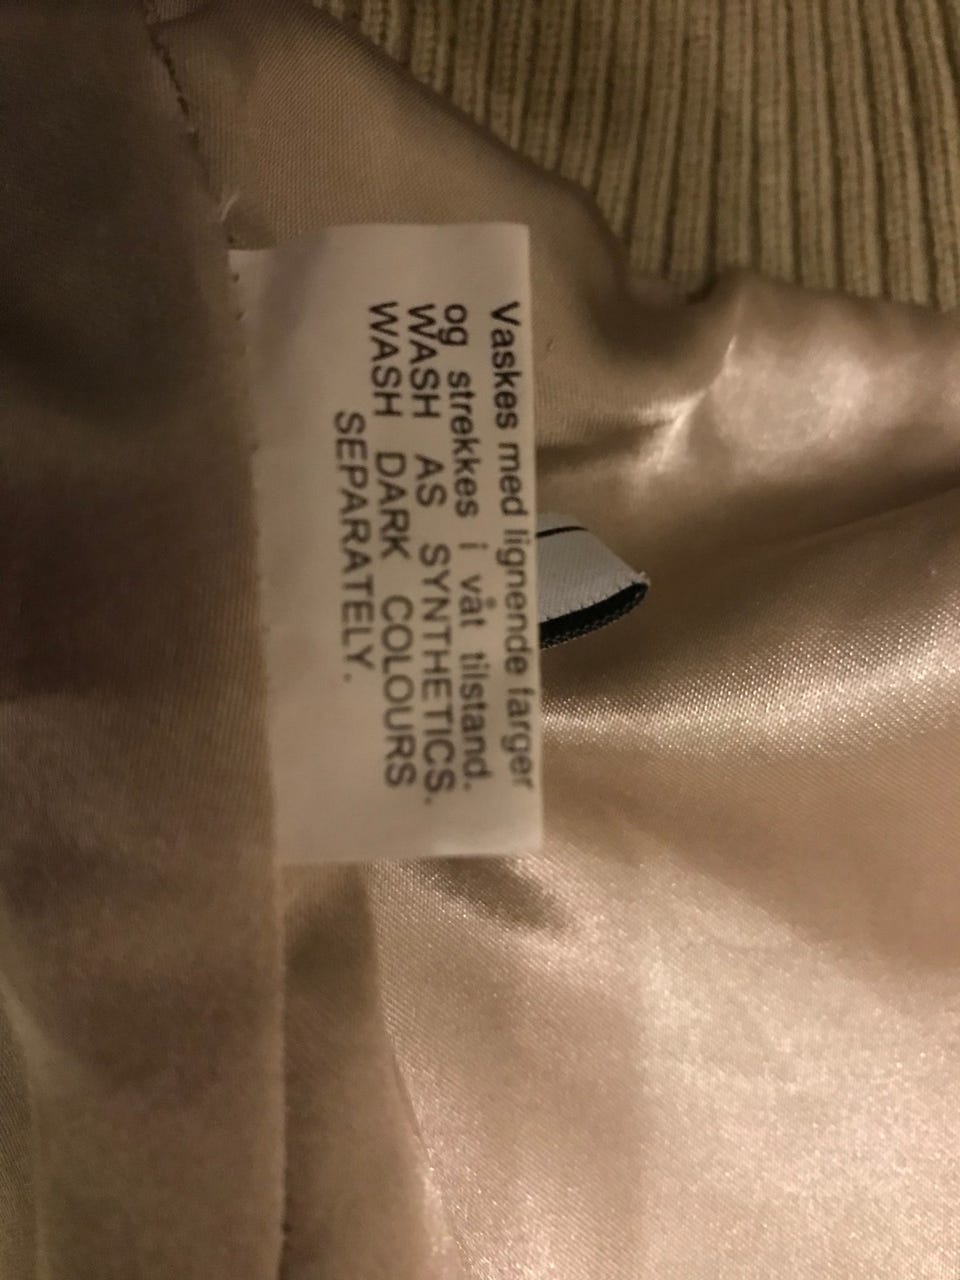 Vaskes med lignende farger
og strekkes i våt tilstand.
WASH AS SYNTHETICS.
WASH DARK COLOURS
SEPARATELY.